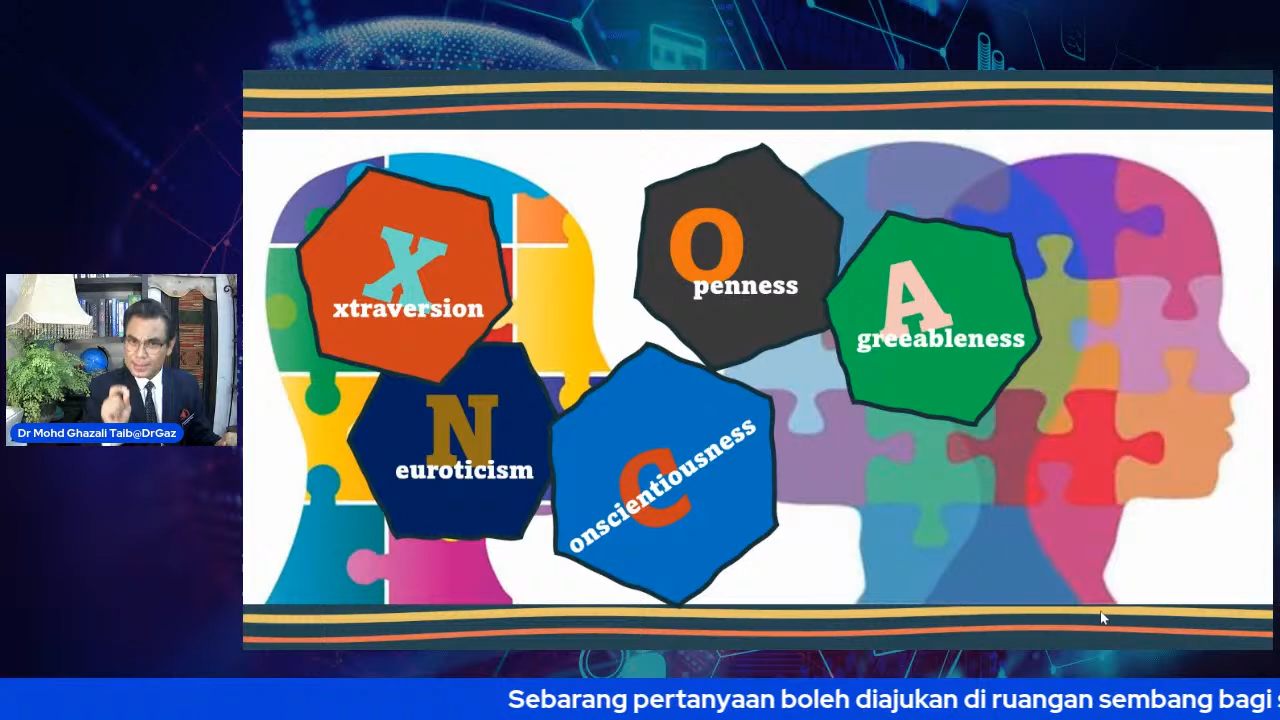 X
xtraversion
O
penness
A
greeableness
N
euroticism
C
onscientiousness
Dr Mohd Ghazali Taib@DrGaz
Sebarang pertanyaan boleh diajukan di ruangan sembang bagi